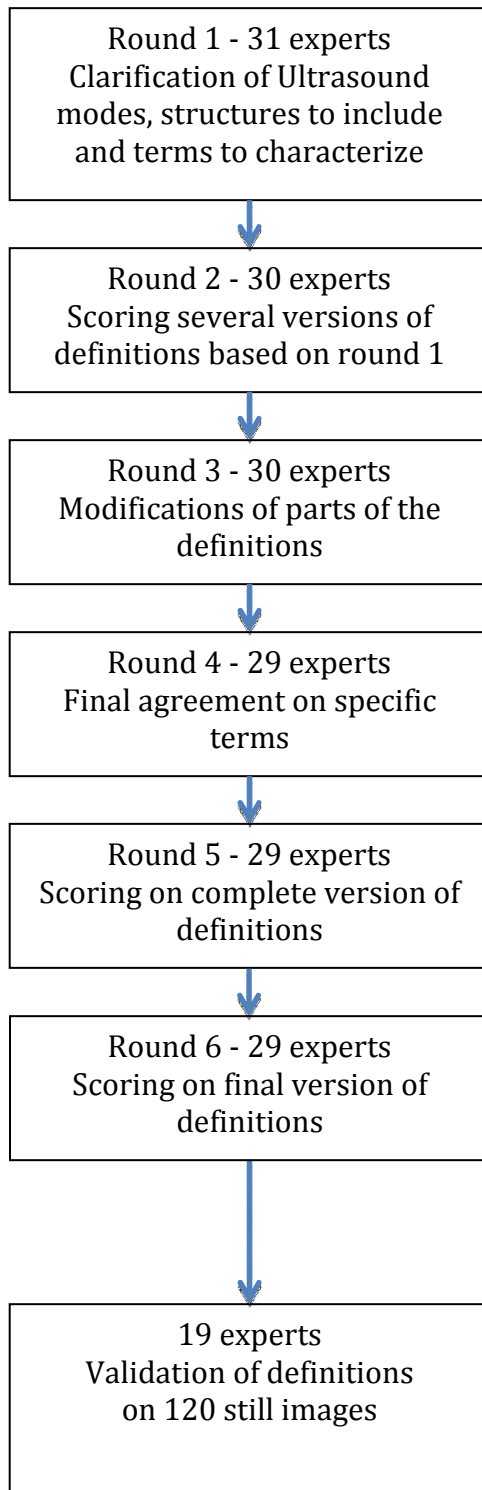 Round 1 - 31 experts
Clarification of Ultrasound
modes, structures to include
and terms to characterize
Round 2 - 30 experts
Scoring several versions of
definitions based on round 1
Round 3 - 30 experts
Modifications of parts of the
definitions
Round 4 - 29 experts
Final agreement on specific
terms
Round 5 - 29 experts
Scoring on complete version of
definitions
Round 6 - 29 experts
Scoring on final version of
definitions
19 experts
Validation of definitions
on 120 still images